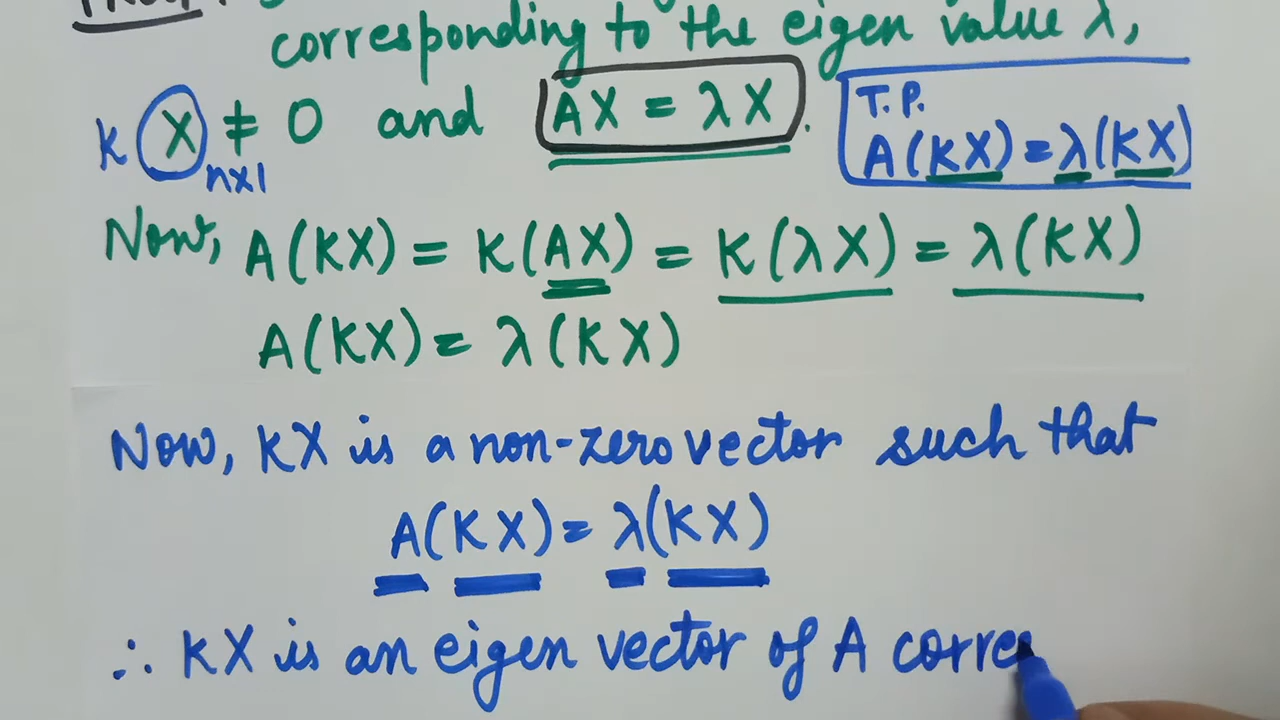 corresponding to the eigen value λ,
K X ≠ 0 and AX = λX.
n×1
T.P.
A(KX) = λ(KX)
Now, A(KX) = K(AX) = K(λX) = λ(KX)
A(KX) = λ(KX)
Now, KX is a non-zero vector such that
A(KX) = λ(KX)
∴ KX is an eigen vector of A corre